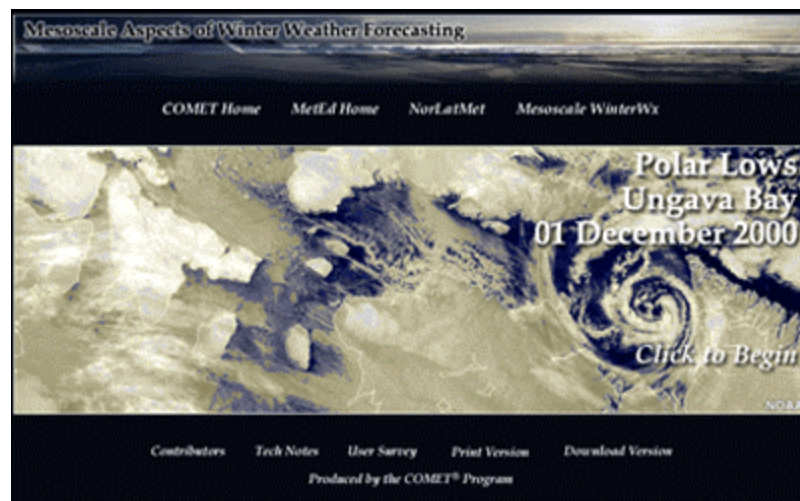 Mesoscale Aspects of Winter Weather Forecasting
COMET Home MetEd Home NorLatMet Mesoscale WinterWx
Polar Lows
Ungava Bay
01 December 2000
Click to Begin
NOAA
Contributors Tech Notes User Survey Print Version Download Version
Produced by the COMET® Program